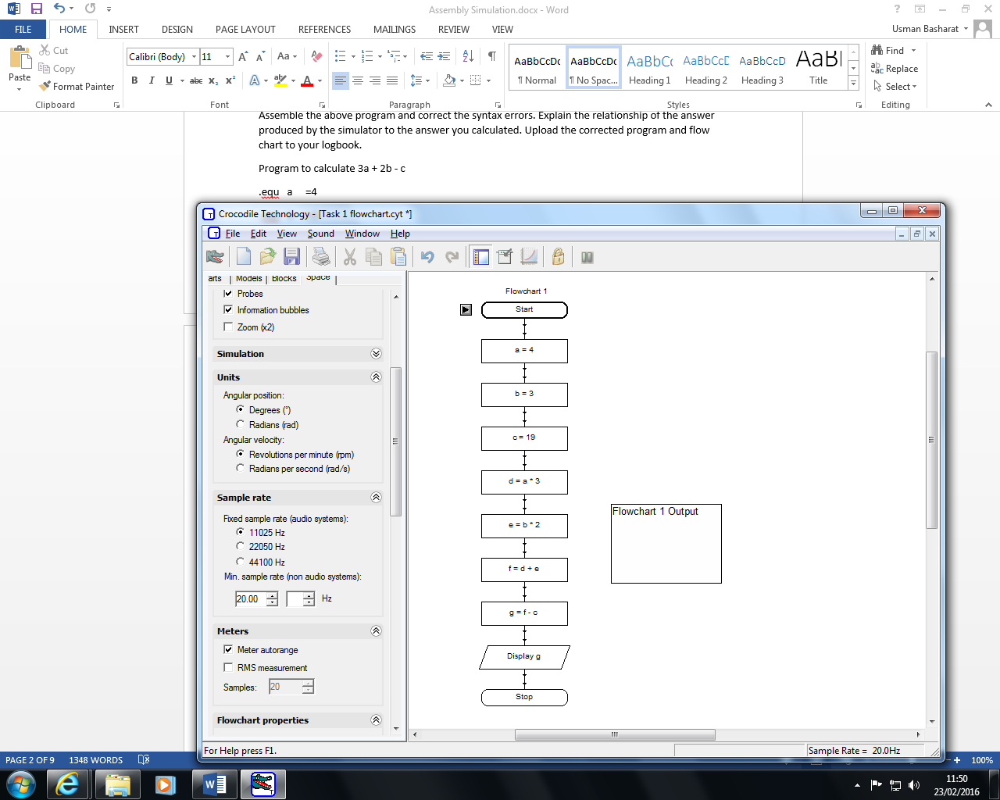 Assembly Simulation.docx - Word
FILE HOME INSERT DESIGN PAGE LAYOUT REFERENCES MAILINGS REVIEW VIEW Usman Basharat
Paste
Cut
Copy
Format Painter
Calibri (Body) 11
AaBbCcDc AaBbCcDc AaBbCc AaBbCcD AaBbCcD AaBl
¶ Normal ¶ No Spac... Heading 1 Heading 2 Heading 3 Title
Find
Replace
Select
Clipboard Font Paragraph Styles Editing
Assemble the above program and correct the syntax errors. Explain the relationship of the answer
produced by the simulator to the answer you calculated. Upload the corrected program and flow
chart to your logbook.
Program to calculate 3a + 2b - c
.equ a =4
Crocodile Technology - [Task 1 flowchart.cyt *]
File Edit View Sound Window Help
arts Models Blocks Space
Probes
Information bubbles
Zoom (x2)
Simulation
Units
Angular position:
Degrees (°)
Radians (rad)
Angular velocity:
Revolutions per minute (rpm)
Radians per second (rad/s)
Sample rate
Fixed sample rate (audio systems):
11025 Hz
22050 Hz
44100 Hz
Min. sample rate (non audio systems):
20.00 Hz
Meters
Meter autorange
RMS measurement
Samples: 20
Flowchart properties
Flowchart 1
Start
a = 4
b = 3
c = 19
d = a * 3
e = b * 2
f = d + e
g = f - c
Display g
Stop
Flowchart 1 Output
For Help press F1.
Sample Rate = 20.0Hz
PAGE 2 OF 9 1348 WORDS 100%
11:50
23/02/2016